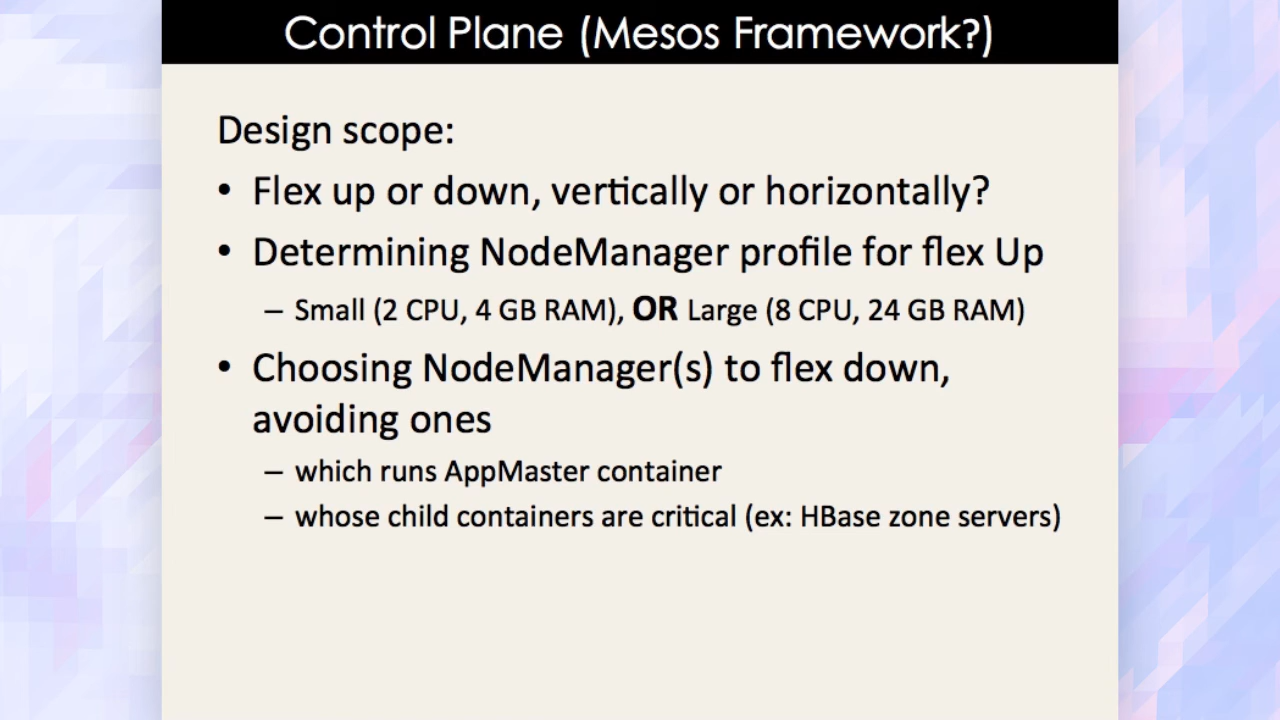 Control Plane (Mesos Framework?)
Design scope:
• Flex up or down, vertically or horizontally?
• Determining NodeManager profile for flex Up
– Small (2 CPU, 4 GB RAM), OR Large (8 CPU, 24 GB RAM)
• Choosing NodeManager(s) to flex down,
avoiding ones
– which runs AppMaster container
– whose child containers are critical (ex: HBase zone servers)